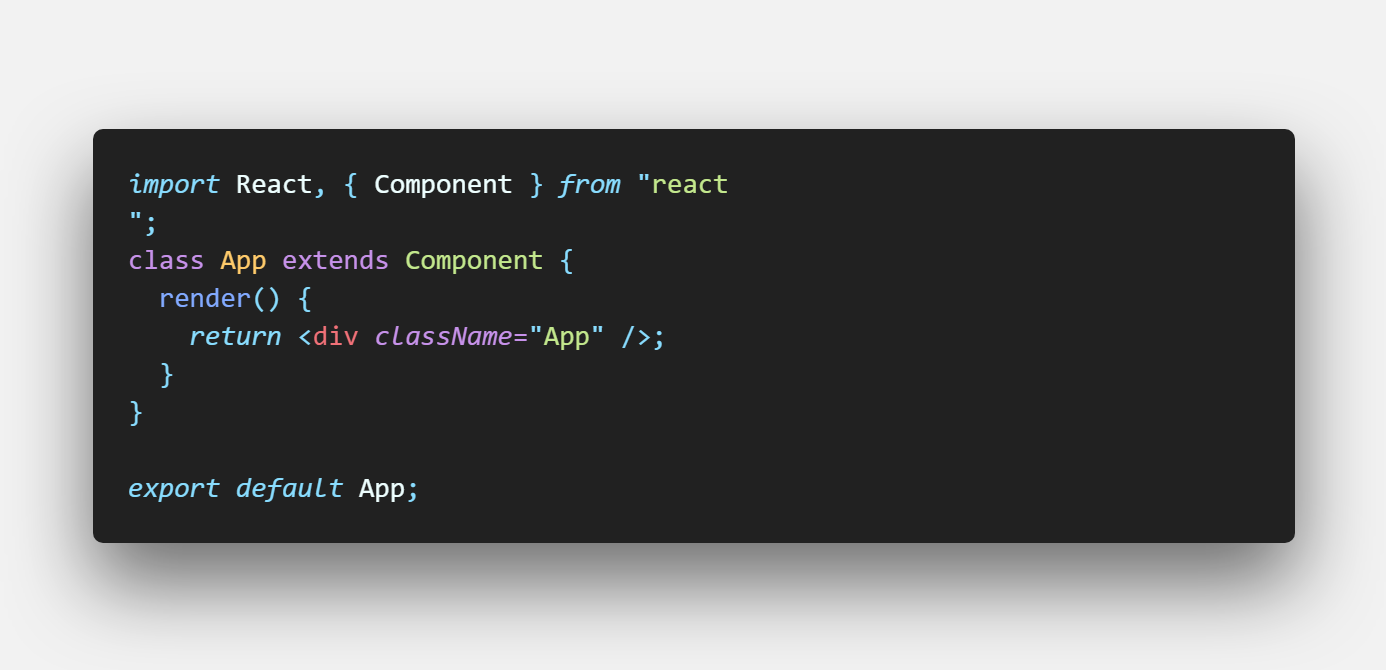 import React, { Component } from "react
";
class App extends Component {
  render() {
    return <div className="App" />;
  }
}

export default App;